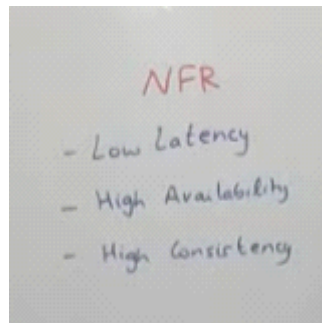 NFR
- Low Latency
- High Availability
- High Consistency